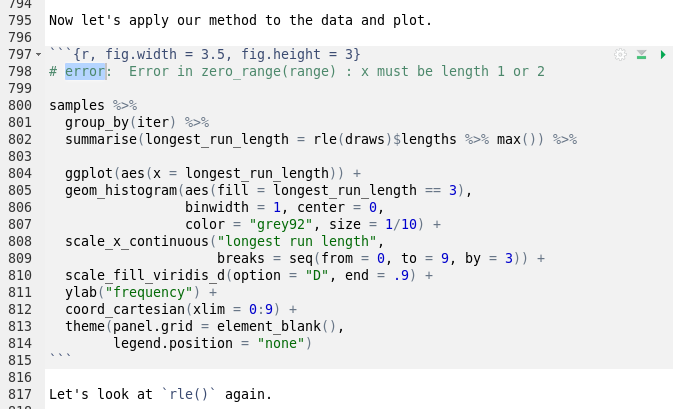 794
795 Now let's apply our method to the data and plot.
796
797 ```{r, fig.width = 3.5, fig.height = 3}
798 # error:  Error in zero_range(range) : x must be length 1 or 2
799
800 samples %>%
801   group_by(iter) %>%
802   summarise(longest_run_length = rle(draws)$lengths %>% max()) %>%
803
804   ggplot(aes(x = longest_run_length)) +
805   geom_histogram(aes(fill = longest_run_length == 3),
806                  binwidth = 1, center = 0,
807                  color = "grey92", size = 1/10) +
808   scale_x_continuous("longest run length",
809                      breaks = seq(from = 0, to = 9, by = 3)) +
810   scale_fill_viridis_d(option = "D", end = .9) +
811   ylab("frequency") +
812   coord_cartesian(xlim = 0:9) +
813   theme(panel.grid = element_blank(),
814         legend.position = "none")
815 ```
816
817 Let's look at `rle()` again.
818